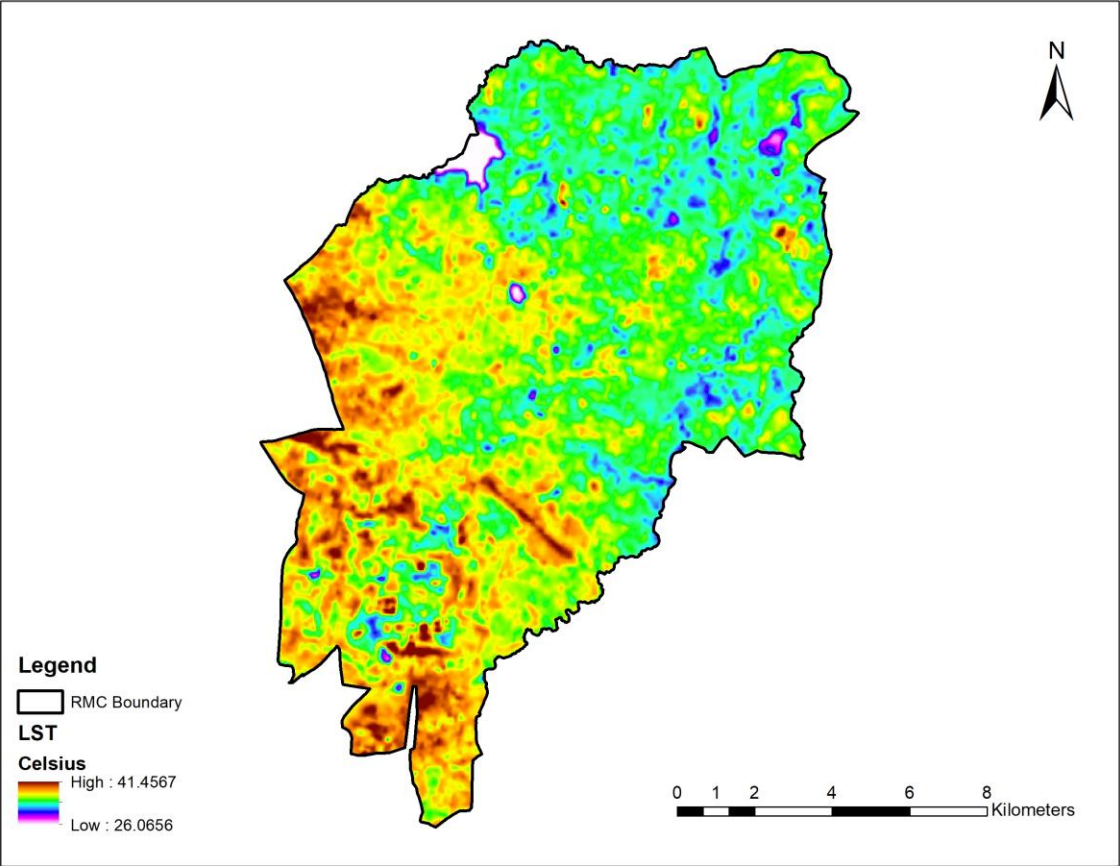 N
Legend
RMC Boundary
LST
Celsius
High : 41.4567
Low : 26.0656
0 1 2 4 6 8
Kilometers